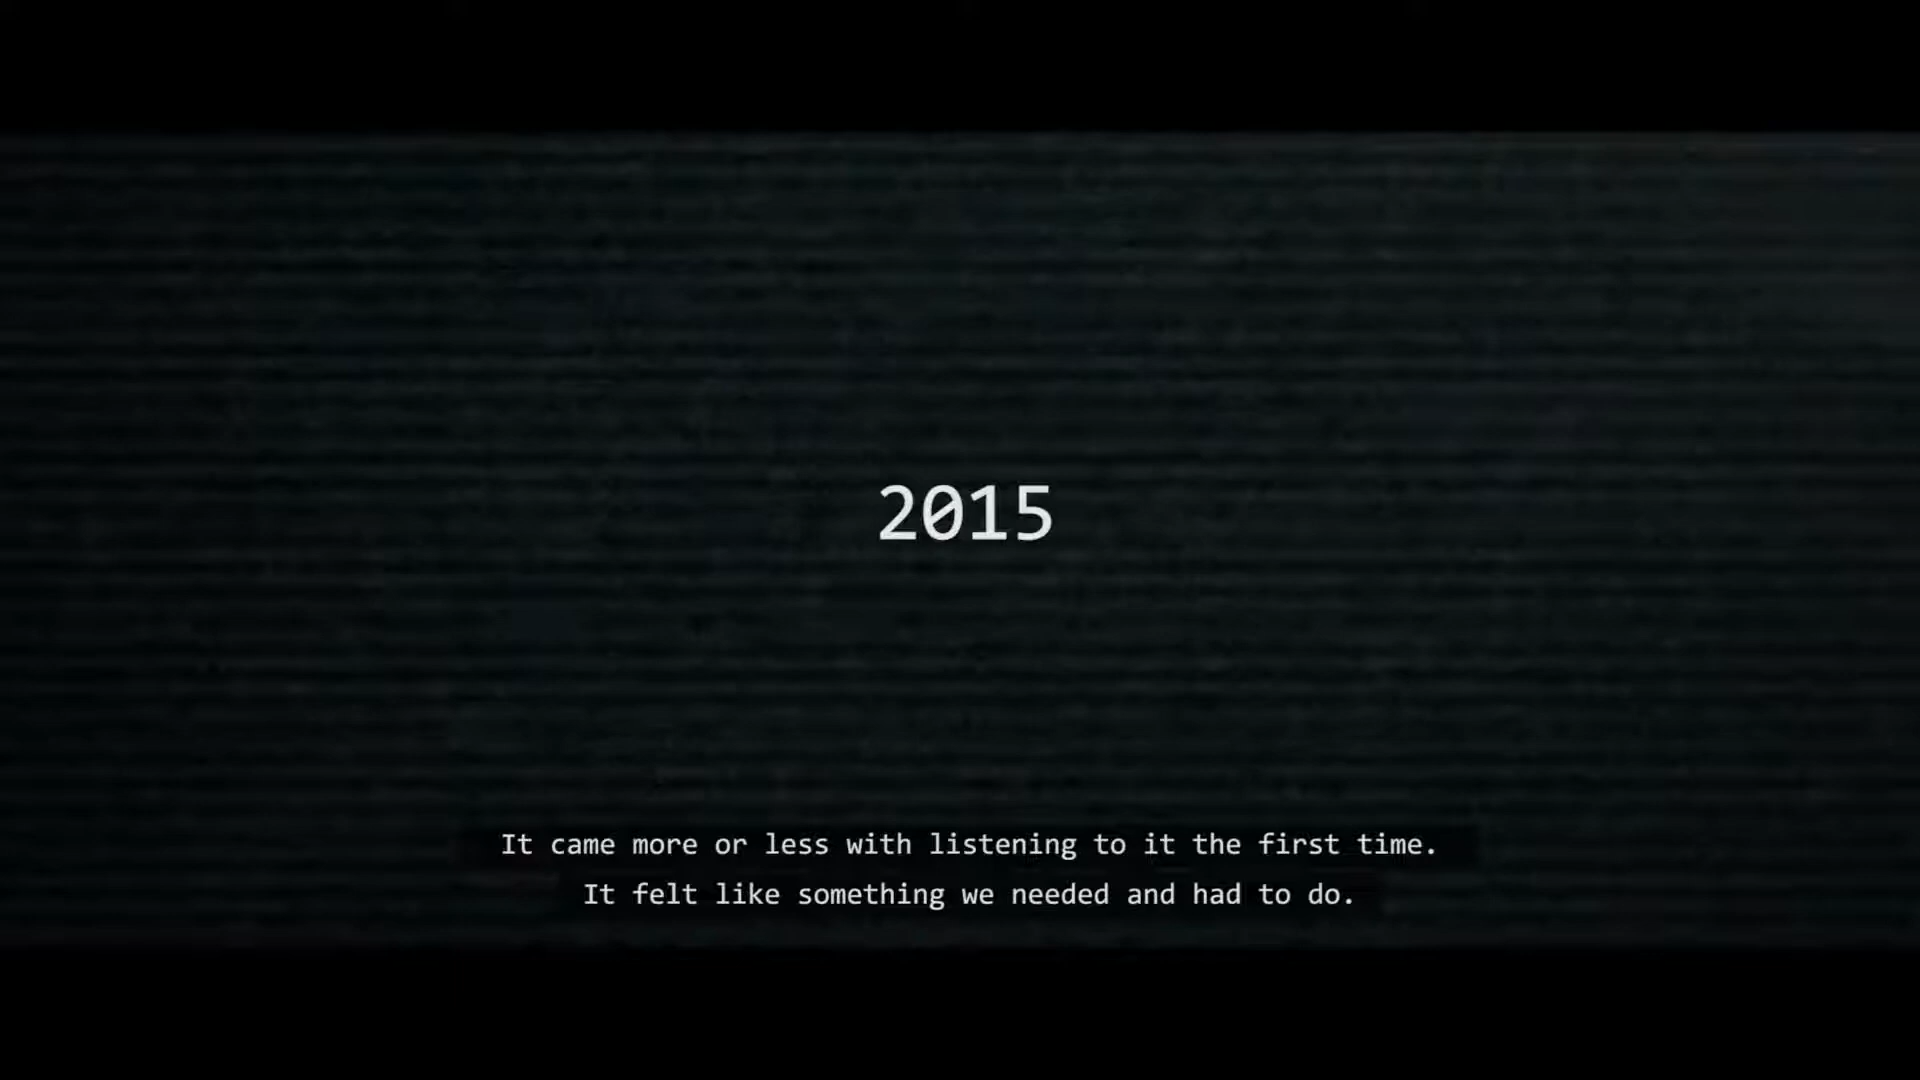 2015
It came more or less with listening to it the first time.
It felt like something we needed and had to do.